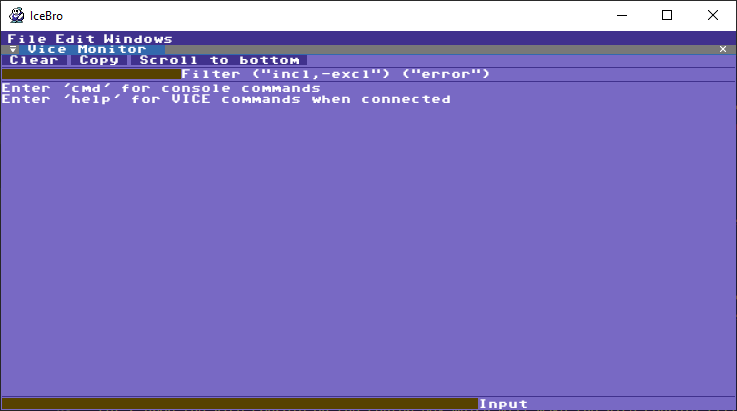 IceBro
File Edit Windows
Vice Monitor
Clear Copy Scroll to bottom
Filter ("incl,-excl") ("error")
Enter 'cmd' for console commands
Enter 'help' for VICE commands when connected
Input